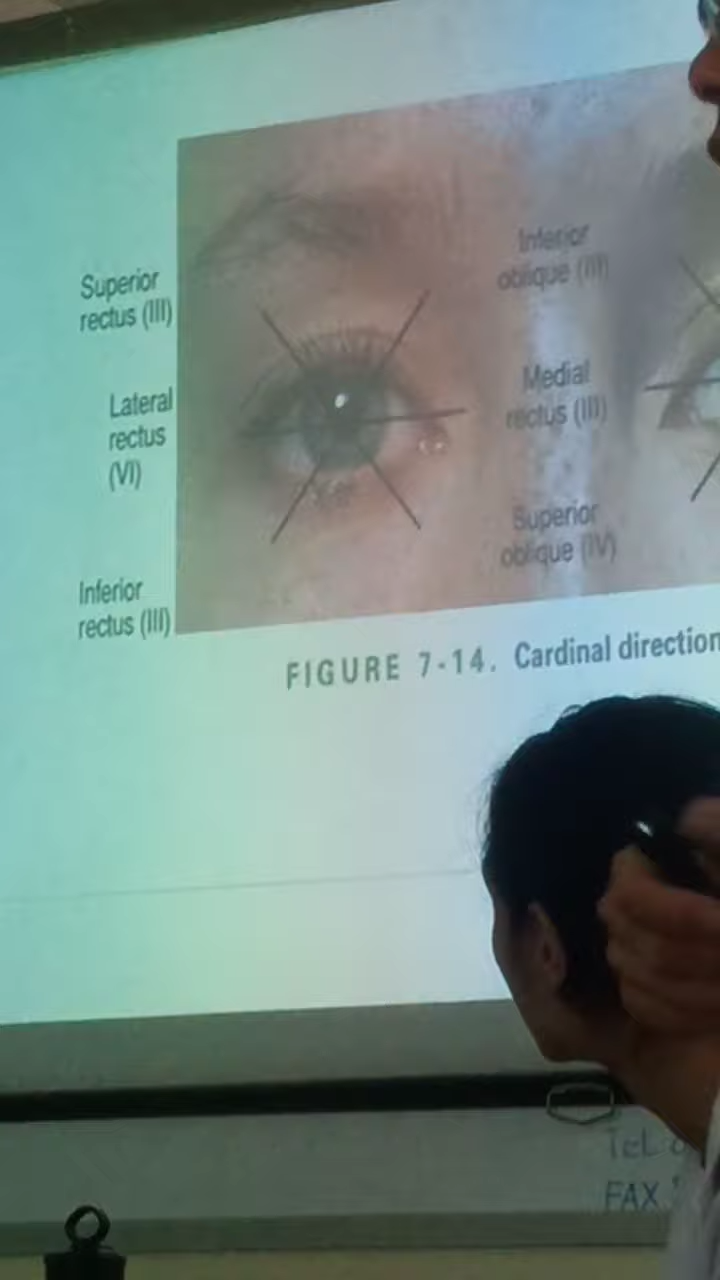 Superior
rectus (III)
Lateral
rectus
(VI)
Inferior
rectus (III)
Inferior
oblique (III)
Medial
rectus (III)
Superior
oblique (IV)
FIGURE 7-14. Cardinal direction
Tel
FAX